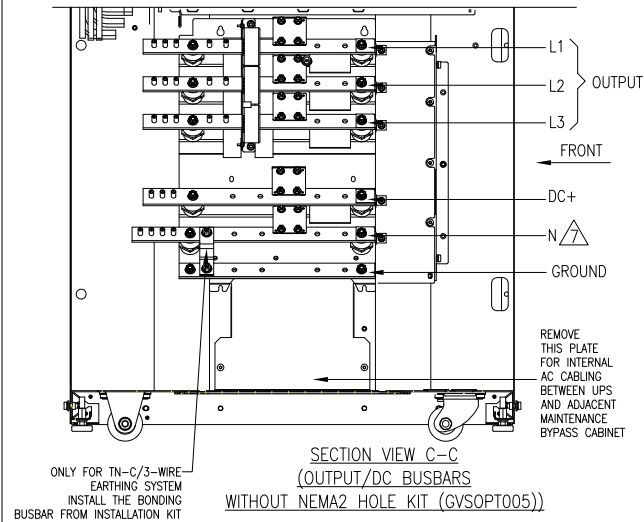 L1
L2
OUTPUT
L3
FRONT
DC+
N 7
GROUND
REMOVE
THIS PLATE
FOR INTERNAL
AC CABLING
BETWEEN UPS
AND ADJACENT
MAINTENANCE
BYPASS CABINET
ONLY FOR TN-C/3-WIRE
EARTHING SYSTEM
INSTALL THE BONDING
BUSBAR FROM INSTALLATION KIT
SECTION VIEW C-C
(OUTPUT/DC BUSBARS
WITHOUT NEMA2 HOLE KIT (GVSOPT005))